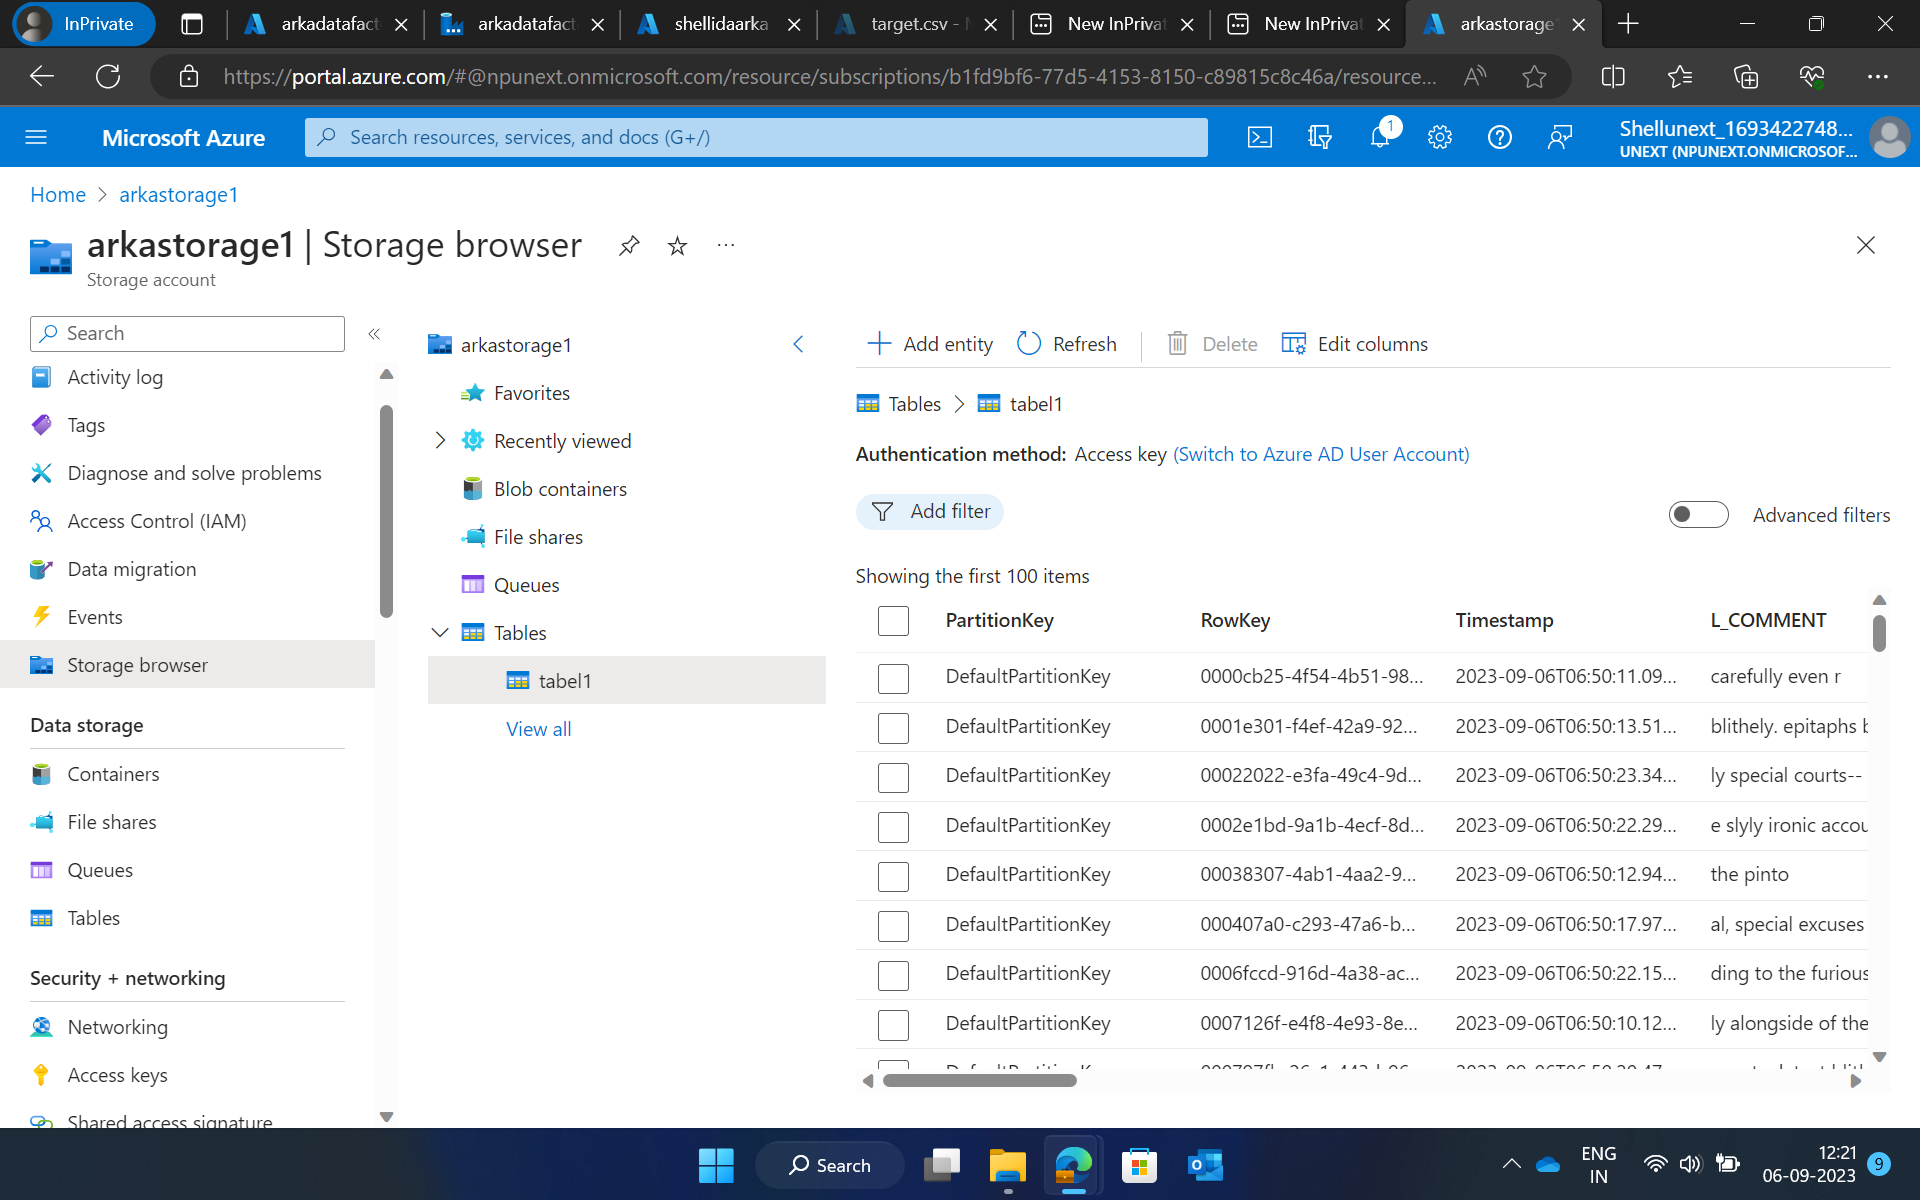 InPrivate
arkadatafact
arkadatafact
shellidaarka
target.csv - M
New InPrivat
New InPrivat
arkastorage1
https://portal.azure.com/#@npunext.onmicrosoft.com/resource/subscriptions/b1fd9bf6-77d5-4153-8150-c89815c8c46a/resource...
Microsoft Azure
Search resources, services, and docs (G+/)
1
Shellunext_1693422748...
UNEXT (NPUNEXT.ONMICROSOF...
Home > arkastorage1
arkastorage1 | Storage browser
Storage account
Search
Activity log
Tags
Diagnose and solve problems
Access Control (IAM)
Data migration
Events
Storage browser
Data storage
Containers
File shares
Queues
Tables
Security + networking
Networking
Access keys
Shared access signature
arkastorage1
Favorites
Recently viewed
Blob containers
File shares
Queues
Tables
tabel1
View all
Add entity Refresh Delete Edit columns
Tables > tabel1
Authentication method: Access key (Switch to Azure AD User Account)
Add filter
Advanced filters
Showing the first 100 items
PartitionKey RowKey Timestamp L_COMMENT
DefaultPartitionKey 0000cb25-4f54-4b51-98... 2023-09-06T06:50:11.09... carefully even r
DefaultPartitionKey 0001e301-f4ef-42a9-92... 2023-09-06T06:50:13.51... blithely. epitaphs b
DefaultPartitionKey 00022022-e3fa-49c4-9d... 2023-09-06T06:50:23.34... ly special courts--
DefaultPartitionKey 0002e1bd-9a1b-4ecf-8d... 2023-09-06T06:50:22.29... e slyly ironic accou
DefaultPartitionKey 00038307-4ab1-4aa2-9... 2023-09-06T06:50:12.94... the pinto
DefaultPartitionKey 000407a0-c293-47a6-b... 2023-09-06T06:50:17.97... al, special excuses
DefaultPartitionKey 0006fccd-916d-4a38-ac... 2023-09-06T06:50:22.15... ding to the furious
DefaultPartitionKey 0007126f-e4f8-4e93-8e... 2023-09-06T06:50:10.12... ly alongside of the
DefaultPartitionKey
Search
ENG
IN
12:21
06-09-2023
9